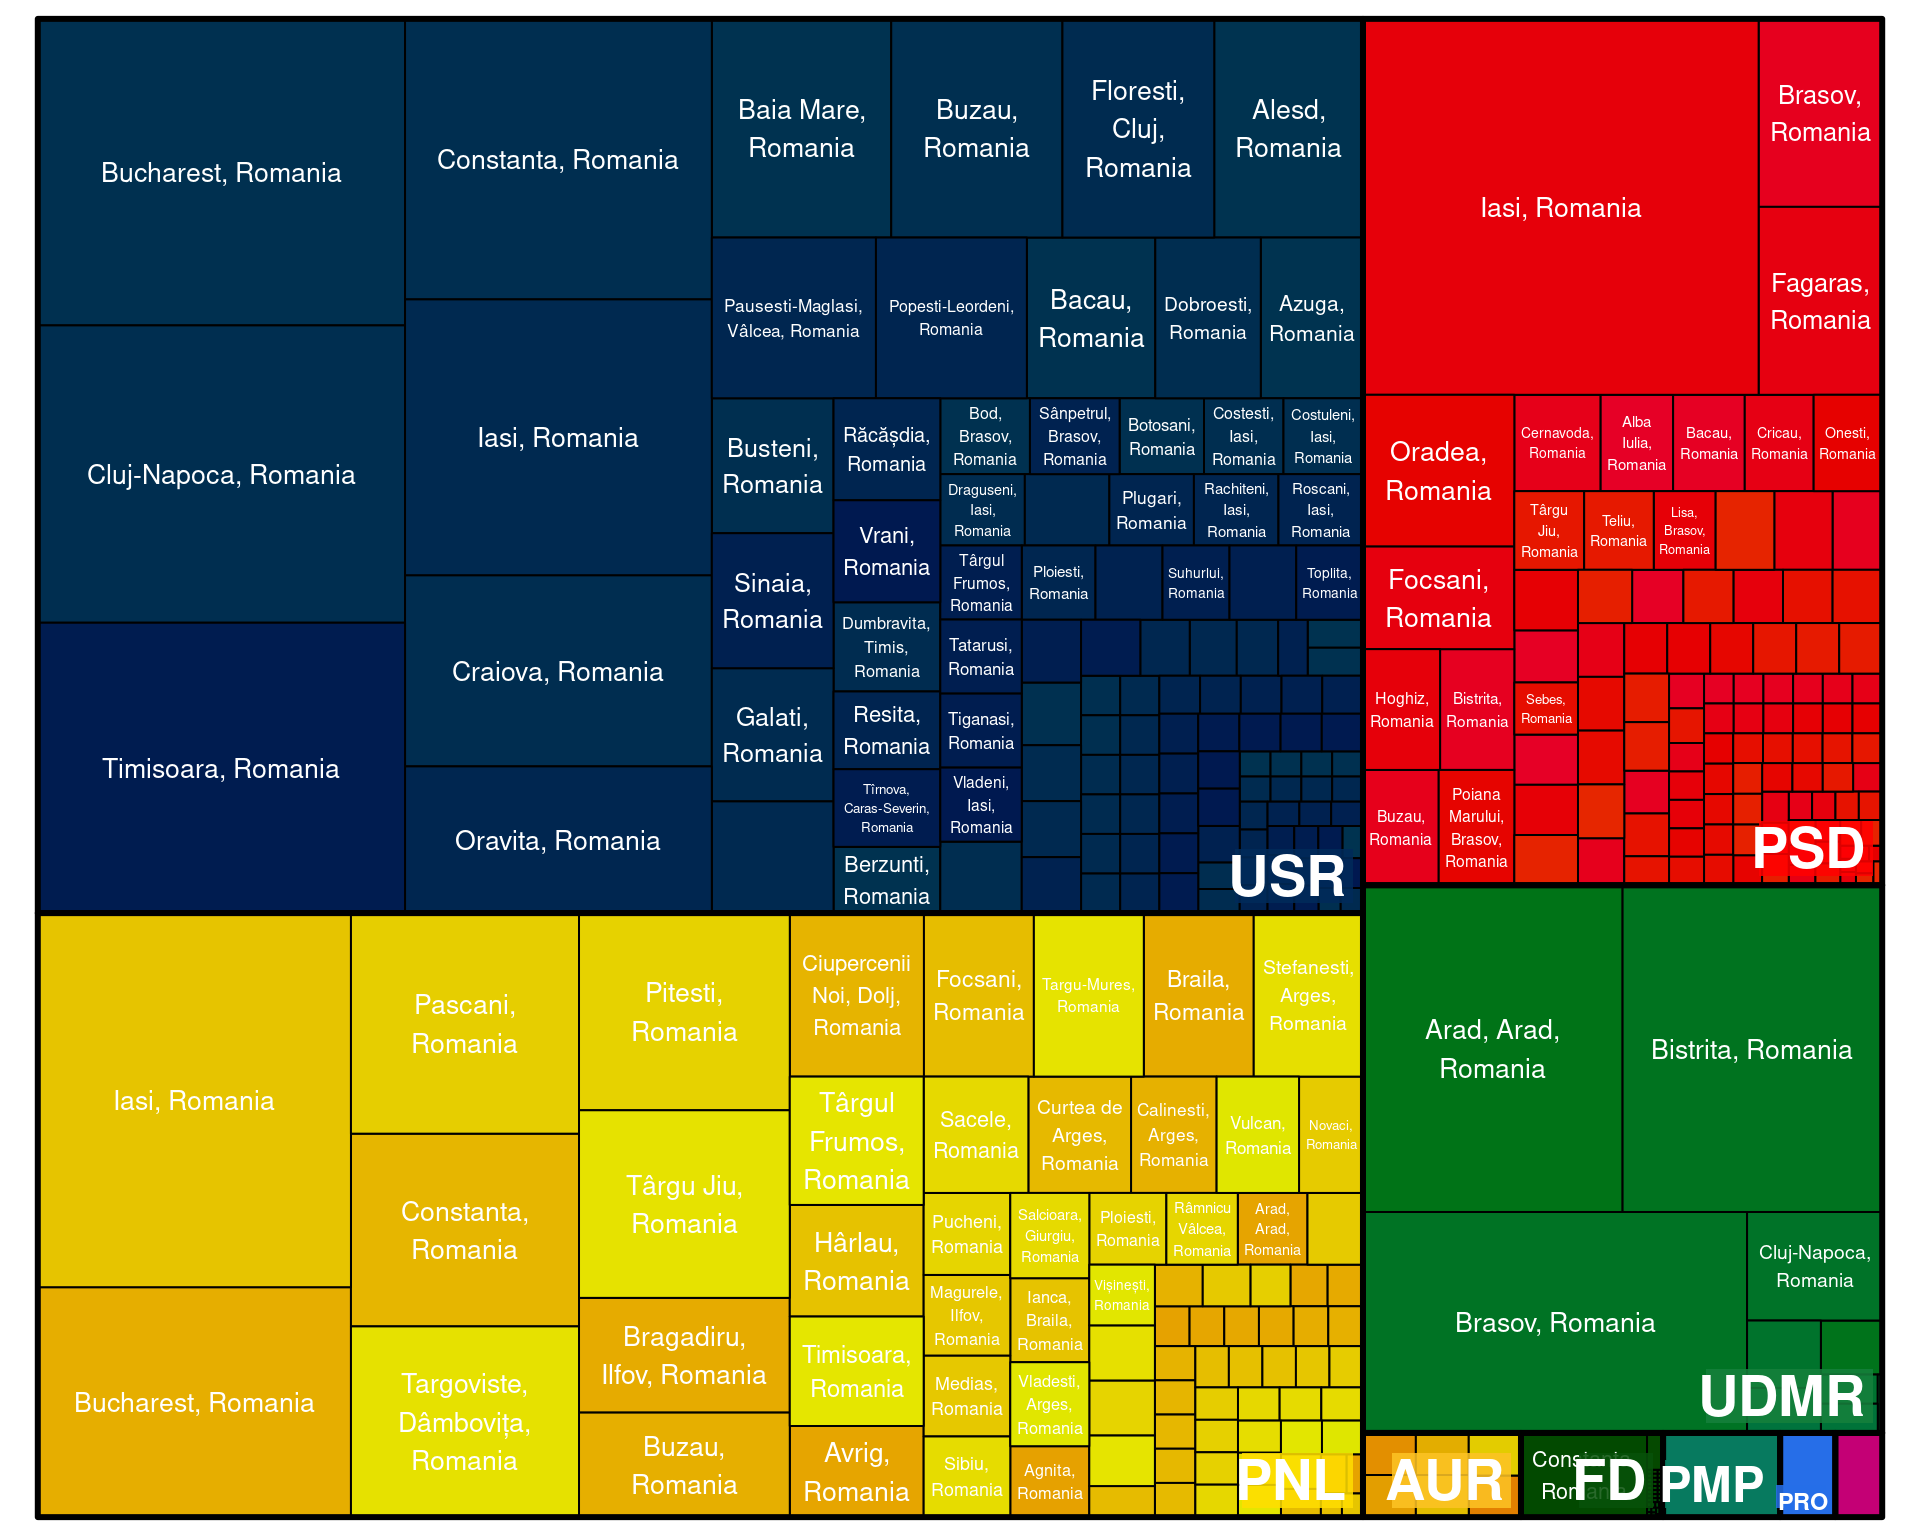 Bucharest, Romania
Cluj-Napoca, Romania
Timisoara, Romania
Constanta, Romania
Iasi, Romania
Craiova, Romania
Oravita, Romania
Baia Mare,
Romania
Buzau,
Romania
Floresti,
Cluj,
Romania
Alesd,
Romania
Pausesti-Maglasi,
Vâlcea, Romania
Popesti-Leordeni,
Romania
Bacau,
Romania
Dobroesti,
Romania
Azuga,
Romania
Busteni,
Romania
Sinaia,
Romania
Galati,
Romania
Răcășdia,
Romania
Vrani,
Romania
Dumbravita,
Timis,
Romania
Resita,
Romania
Tîrnova,
Caras-Severin,
Romania
Berzunti,
Romania
Bod,
Brasov,
Romania
Sânpetrul,
Brasov,
Romania
Botosani,
Romania
Costesti,
Iasi,
Romania
Costuleni,
Iasi,
Romania
Draguseni,
Iasi,
Romania
Plugari,
Romania
Rachiteni,
Iasi,
Romania
Roscani,
Iasi,
Romania
Târgul
Frumos,
Romania
Ploiesti,
Romania
Suhurlui,
Romania
Toplita,
Romania
Tatarusi,
Romania
Tiganasi,
Romania
Vladeni,
Iasi,
Romania
USR
Iasi, Romania
Brasov,
Romania
Fagaras,
Romania
Oradea,
Romania
Focsani,
Romania
Hoghiz,
Romania
Bistrita,
Romania
Buzau,
Romania
Poiana
Marului,
Brasov,
Romania
Cernavoda,
Romania
Alba
Iulia,
Romania
Bacau,
Romania
Cricau,
Romania
Onesti,
Romania
Târgu
Jiu,
Romania
Teliu,
Romania
Lisa,
Brasov,
Romania
Sebes,
Romania
PSD
Iasi, Romania
Bucharest, Romania
Pascani,
Romania
Constanta,
Romania
Targoviste,
Dâmbovița,
Romania
Pitesti,
Romania
Târgu Jiu,
Romania
Bragadiru,
Ilfov, Romania
Buzau,
Romania
Ciupercenii
Noi, Dolj,
Romania
Târgul
Frumos,
Romania
Hârlau,
Romania
Timisoara,
Romania
Avrig,
Romania
Focsani,
Romania
Targu-Mures,
Romania
Braila,
Romania
Stefanesti,
Arges,
Romania
Sacele,
Romania
Curtea de
Arges,
Romania
Calinesti,
Arges,
Romania
Vulcan,
Romania
Novaci,
Romania
Pucheni,
Romania
Magurele,
Ilfov,
Romania
Medias,
Romania
Sibiu,
Romania
Salcioara,
Giurgiu,
Romania
Ianca,
Braila,
Romania
Vladesti,
Arges,
Romania
Agnita,
Romania
Ploiesti,
Romania
Râmnicu
Vâlcea,
Romania
Arad,
Arad,
Romania
Vișinești,
Romania
PNL
Arad, Arad,
Romania
Bistrita, Romania
Brasov, Romania
Cluj-Napoca,
Romania
UDMR
AUR
Constanta,
Romania
FD
PMP
PRO